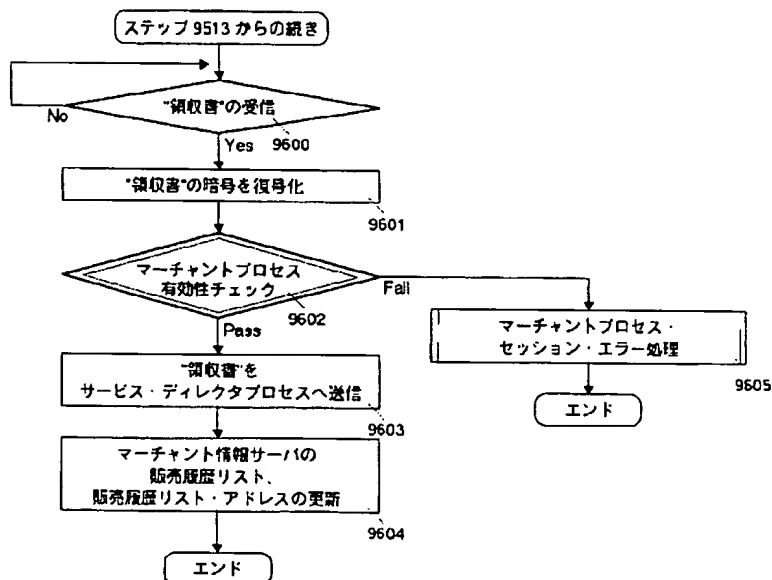 ステップ 9513 からの続き
"領収書"の受信
No
9600
Yes
"領収書"の暗号を復号化
9601
マーチャントプロセス
有効性チェック
Fail
9602
Pass
マーチャントプロセス・
セッション・エラー処理
9605
"領収書"を
サービス・ディレクタプロセスへ送信
9603
エンド
マーチャント情報サーバの
販売履歴リスト、
販売履歴リスト・アドレスの更新
9604
エンド